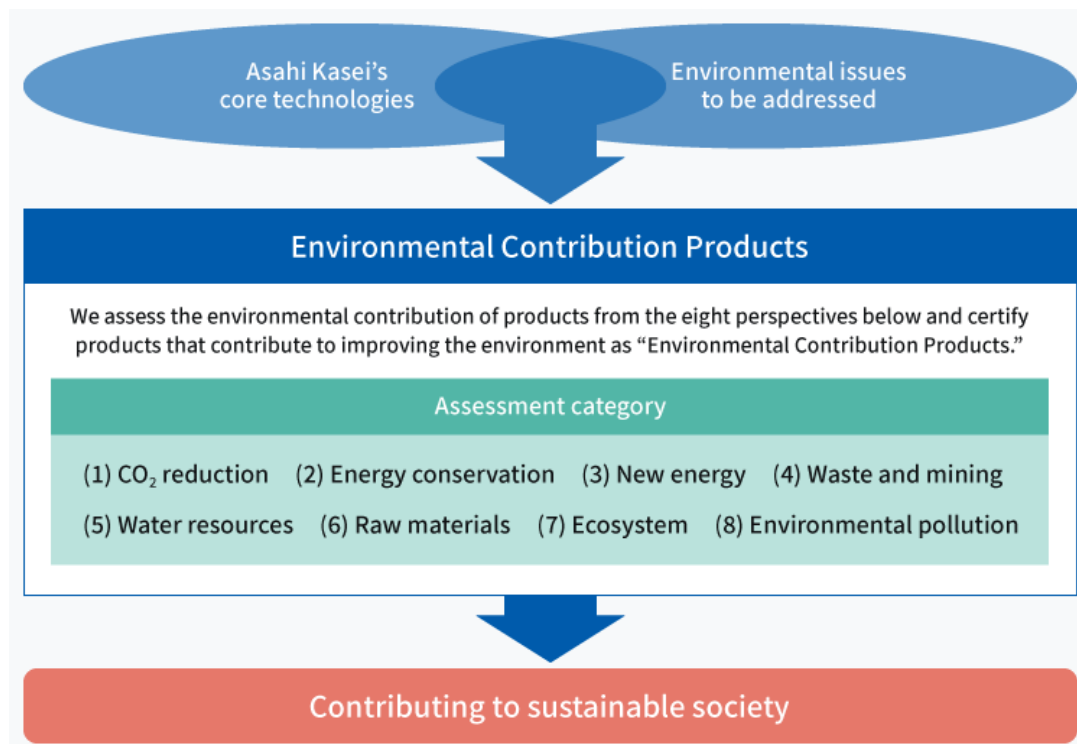 Asahi Kasei’s
core technologies
Environmental issues
to be addressed
Environmental Contribution Products
We assess the environmental contribution of products from the eight perspectives below and certify
products that contribute to improving the environment as “Environmental Contribution Products.”
Assessment category
(1) CO₂ reduction (2) Energy conservation (3) New energy (4) Waste and mining
(5) Water resources (6) Raw materials (7) Ecosystem (8) Environmental pollution
Contributing to sustainable society